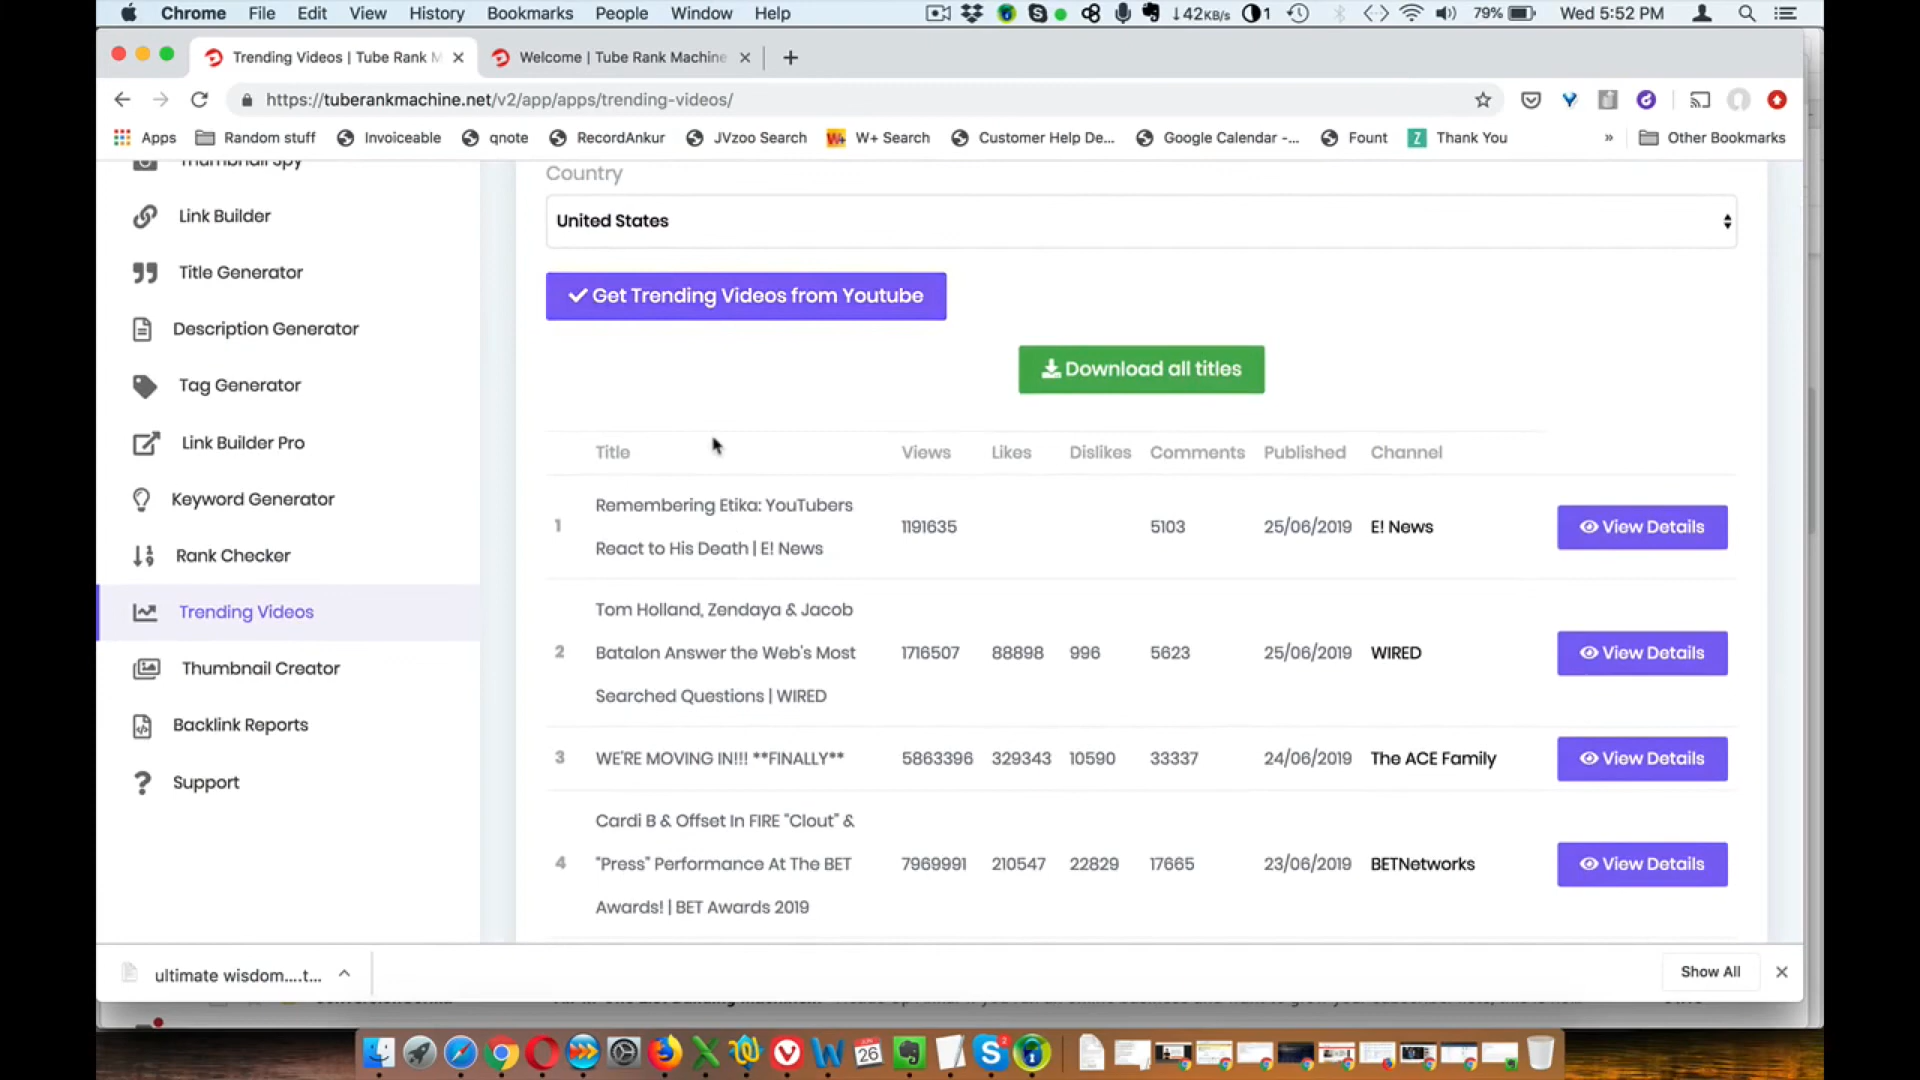 Chrome File Edit View History Bookmarks People Window Help ↓42KB/s 1 79% Wed 5:52 PM
Trending Videos | Tube Rank M Welcome | Tube Rank Machine
https://tuberankmachine.net/v2/app/apps/trending-videos/
Apps Random stuff Invoiceable qnote RecordAnkur JVzoo Search W+ Search Customer Help De... Google Calendar -... Fount Thank You » Other Bookmarks
Thumbnail Spy
Link Builder
Title Generator
Description Generator
Tag Generator
Link Builder Pro
Keyword Generator
Rank Checker
Trending Videos
Thumbnail Creator
Backlink Reports
Support
Country
United States
Get Trending Videos from Youtube
Download all titles
Title Views Likes Dislikes Comments Published Channel
Remembering Etika: YouTubers
1 1191635 5103 25/06/2019 E! News View Details
React to His Death | E! News
Tom Holland, Zendaya & Jacob
2 Batalon Answer the Web's Most 1716507 88898 996 5623 25/06/2019 WIRED View Details
Searched Questions | WIRED
3 WE'RE MOVING IN!!! **FINALLY** 5863396 329343 10590 33337 24/06/2019 The ACE Family View Details
Cardi B & Offset In FIRE "Clout" &
4 "Press" Performance At The BET 7969991 210547 22829 17665 23/06/2019 BETNetworks View Details
Awards! | BET Awards 2019
ultimate wisdom....t... Show All
JUN
26
2